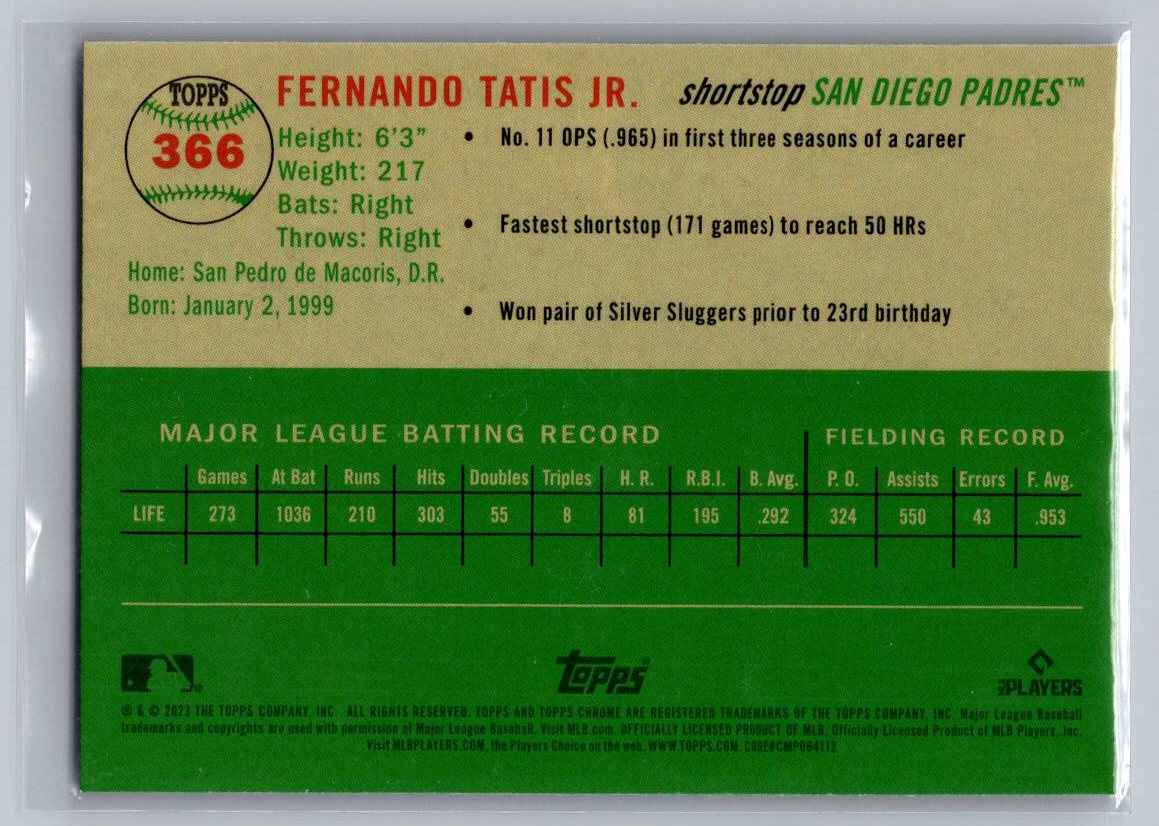 TOPPS
366
FERNANDO TATIS JR. shortstop SAN DIEGO PADRES™
Height: 6'3"
Weight: 217
Bats: Right
Throws: Right
Home: San Pedro de Macoris, D.R.
Born: January 2, 1999
• No. 11 OPS (.965) in first three seasons of a career
• Fastest shortstop (171 games) to reach 50 HRs
• Won pair of Silver Sluggers prior to 23rd birthday
MAJOR LEAGUE BATTING RECORD FIELDING RECORD
Games At Bat Runs Hits Doubles Triples H. R. R.B.I. B. Avg. P. O. Assists Errors F. Avg.
LIFE 273 1036 210 303 55 8 81 195 .292 324 550 43 .953
topps®
MLB PLAYERS
® & © 2023 THE TOPPS COMPANY, INC. ALL RIGHTS RESERVED. TOPPS AND TOPPS CHROME ARE REGISTERED TRADEMARKS OF THE TOPPS COMPANY, INC. Major League Baseball
trademarks and copyrights are used with permission of Major League Baseball. Visit MLB.com. OFFICIALLY LICENSED PRODUCT OF MLB. Officially Licensed Product of MLB Players, Inc.
Visit MLBPLAYERS.COM, the Players Choice on the web. WWW.TOPPS.COM. CODE#CMP064112